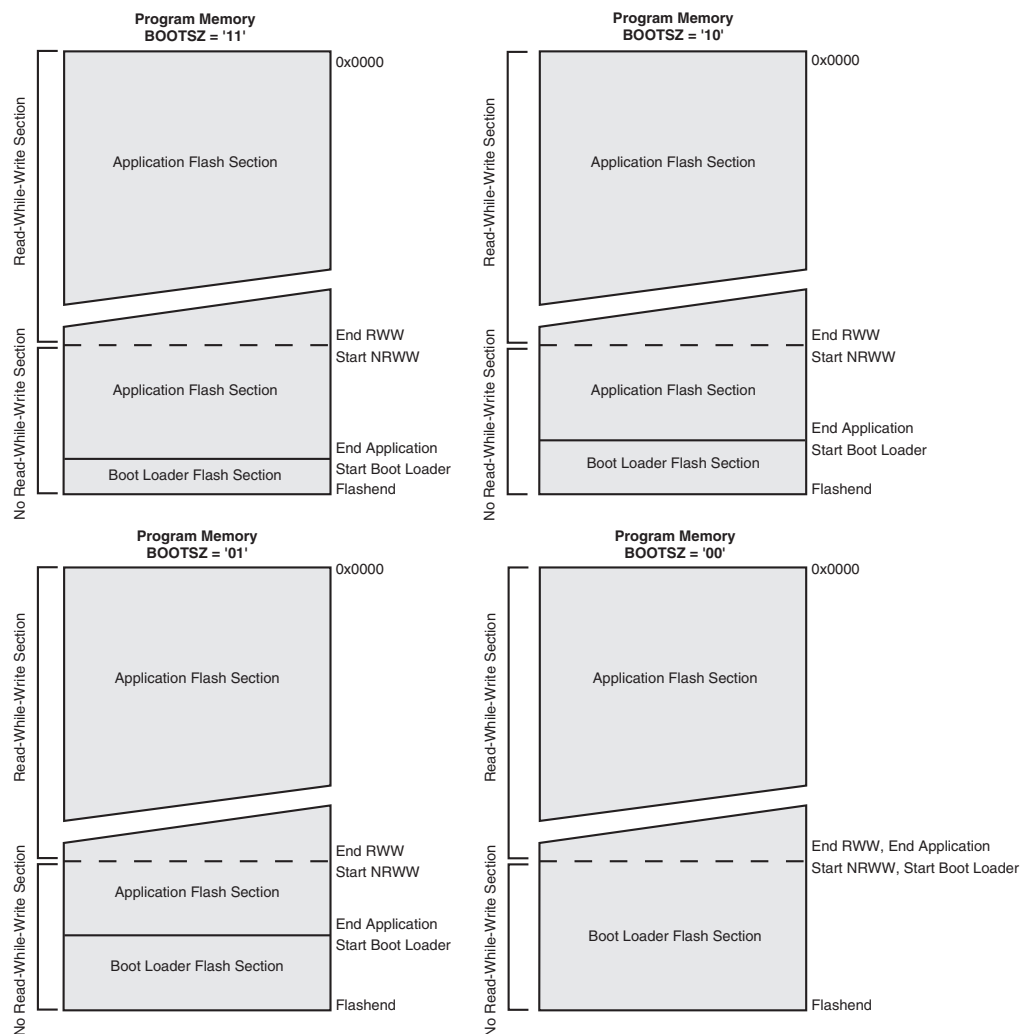 Program Memory
BOOTSZ = '11'
0x0000
Read-While-Write Section
Application Flash Section
End RWW
Start NRWW
No Read-While-Write Section
Application Flash Section
End Application
Start Boot Loader
Boot Loader Flash Section
Flashend
Program Memory
BOOTSZ = '10'
0x0000
Read-While-Write Section
Application Flash Section
End RWW
Start NRWW
No Read-While-Write Section
Application Flash Section
End Application
Start Boot Loader
Boot Loader Flash Section
Flashend
Program Memory
BOOTSZ = '01'
0x0000
Read-While-Write Section
Application Flash Section
End RWW
Start NRWW
No Read-While-Write Section
Application Flash Section
End Application
Start Boot Loader
Boot Loader Flash Section
Flashend
Program Memory
BOOTSZ = '00'
0x0000
Read-While-Write Section
Application Flash Section
End RWW, End Application
Start NRWW, Start Boot Loader
No Read-While-Write Section
Boot Loader Flash Section
Flashend